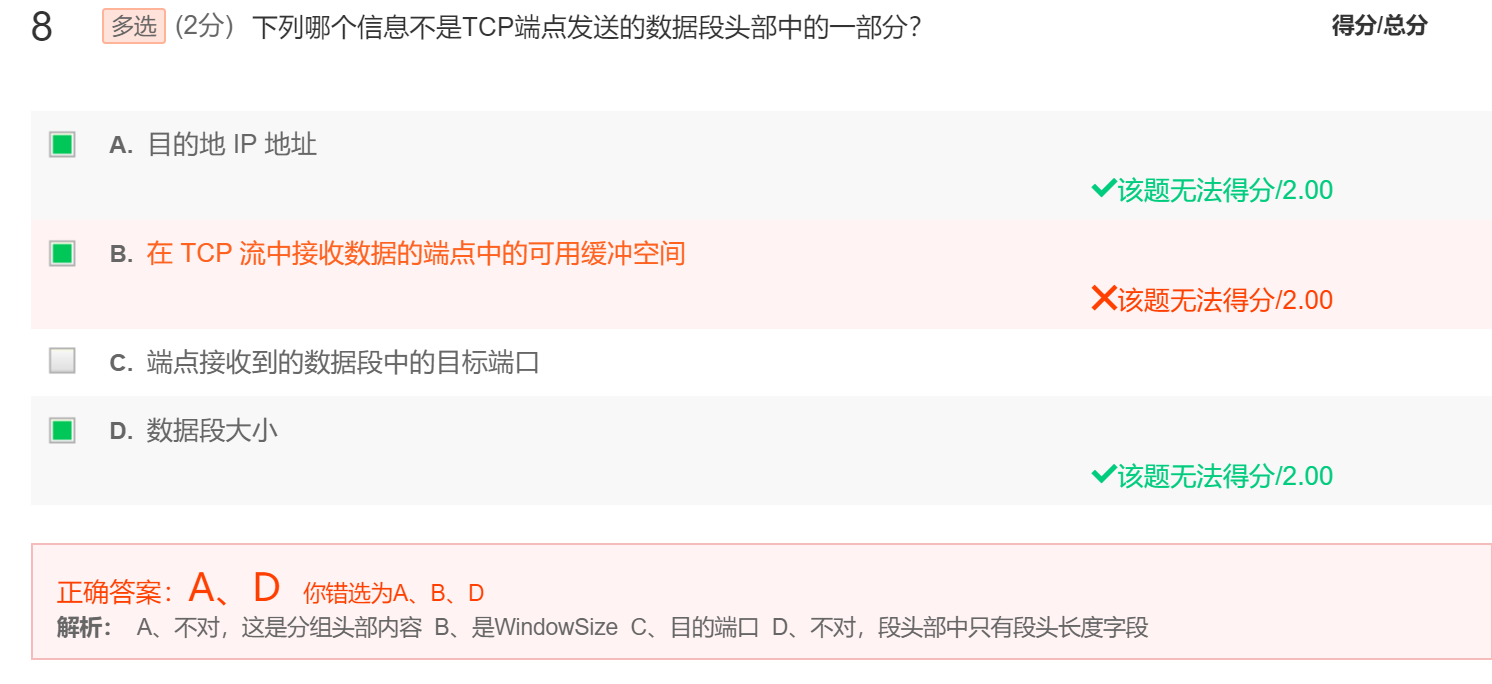 8 多选 (2分) 下列哪个信息不是TCP端点发送的数据段头部中的一部分? 得分/总分
A. 目的地 IP 地址
该题无法得分/2.00
B. 在 TCP 流中接收数据的端点中的可用缓冲空间
该题无法得分/2.00
C. 端点接收到的数据段中的目标端口
D. 数据段大小
该题无法得分/2.00
正确答案：A、D 你错选为A、B、D
解析： A、不对，这是分组头部内容 B、是WindowSize C、目的端口 D、不对，段头部中只有段头长度字段